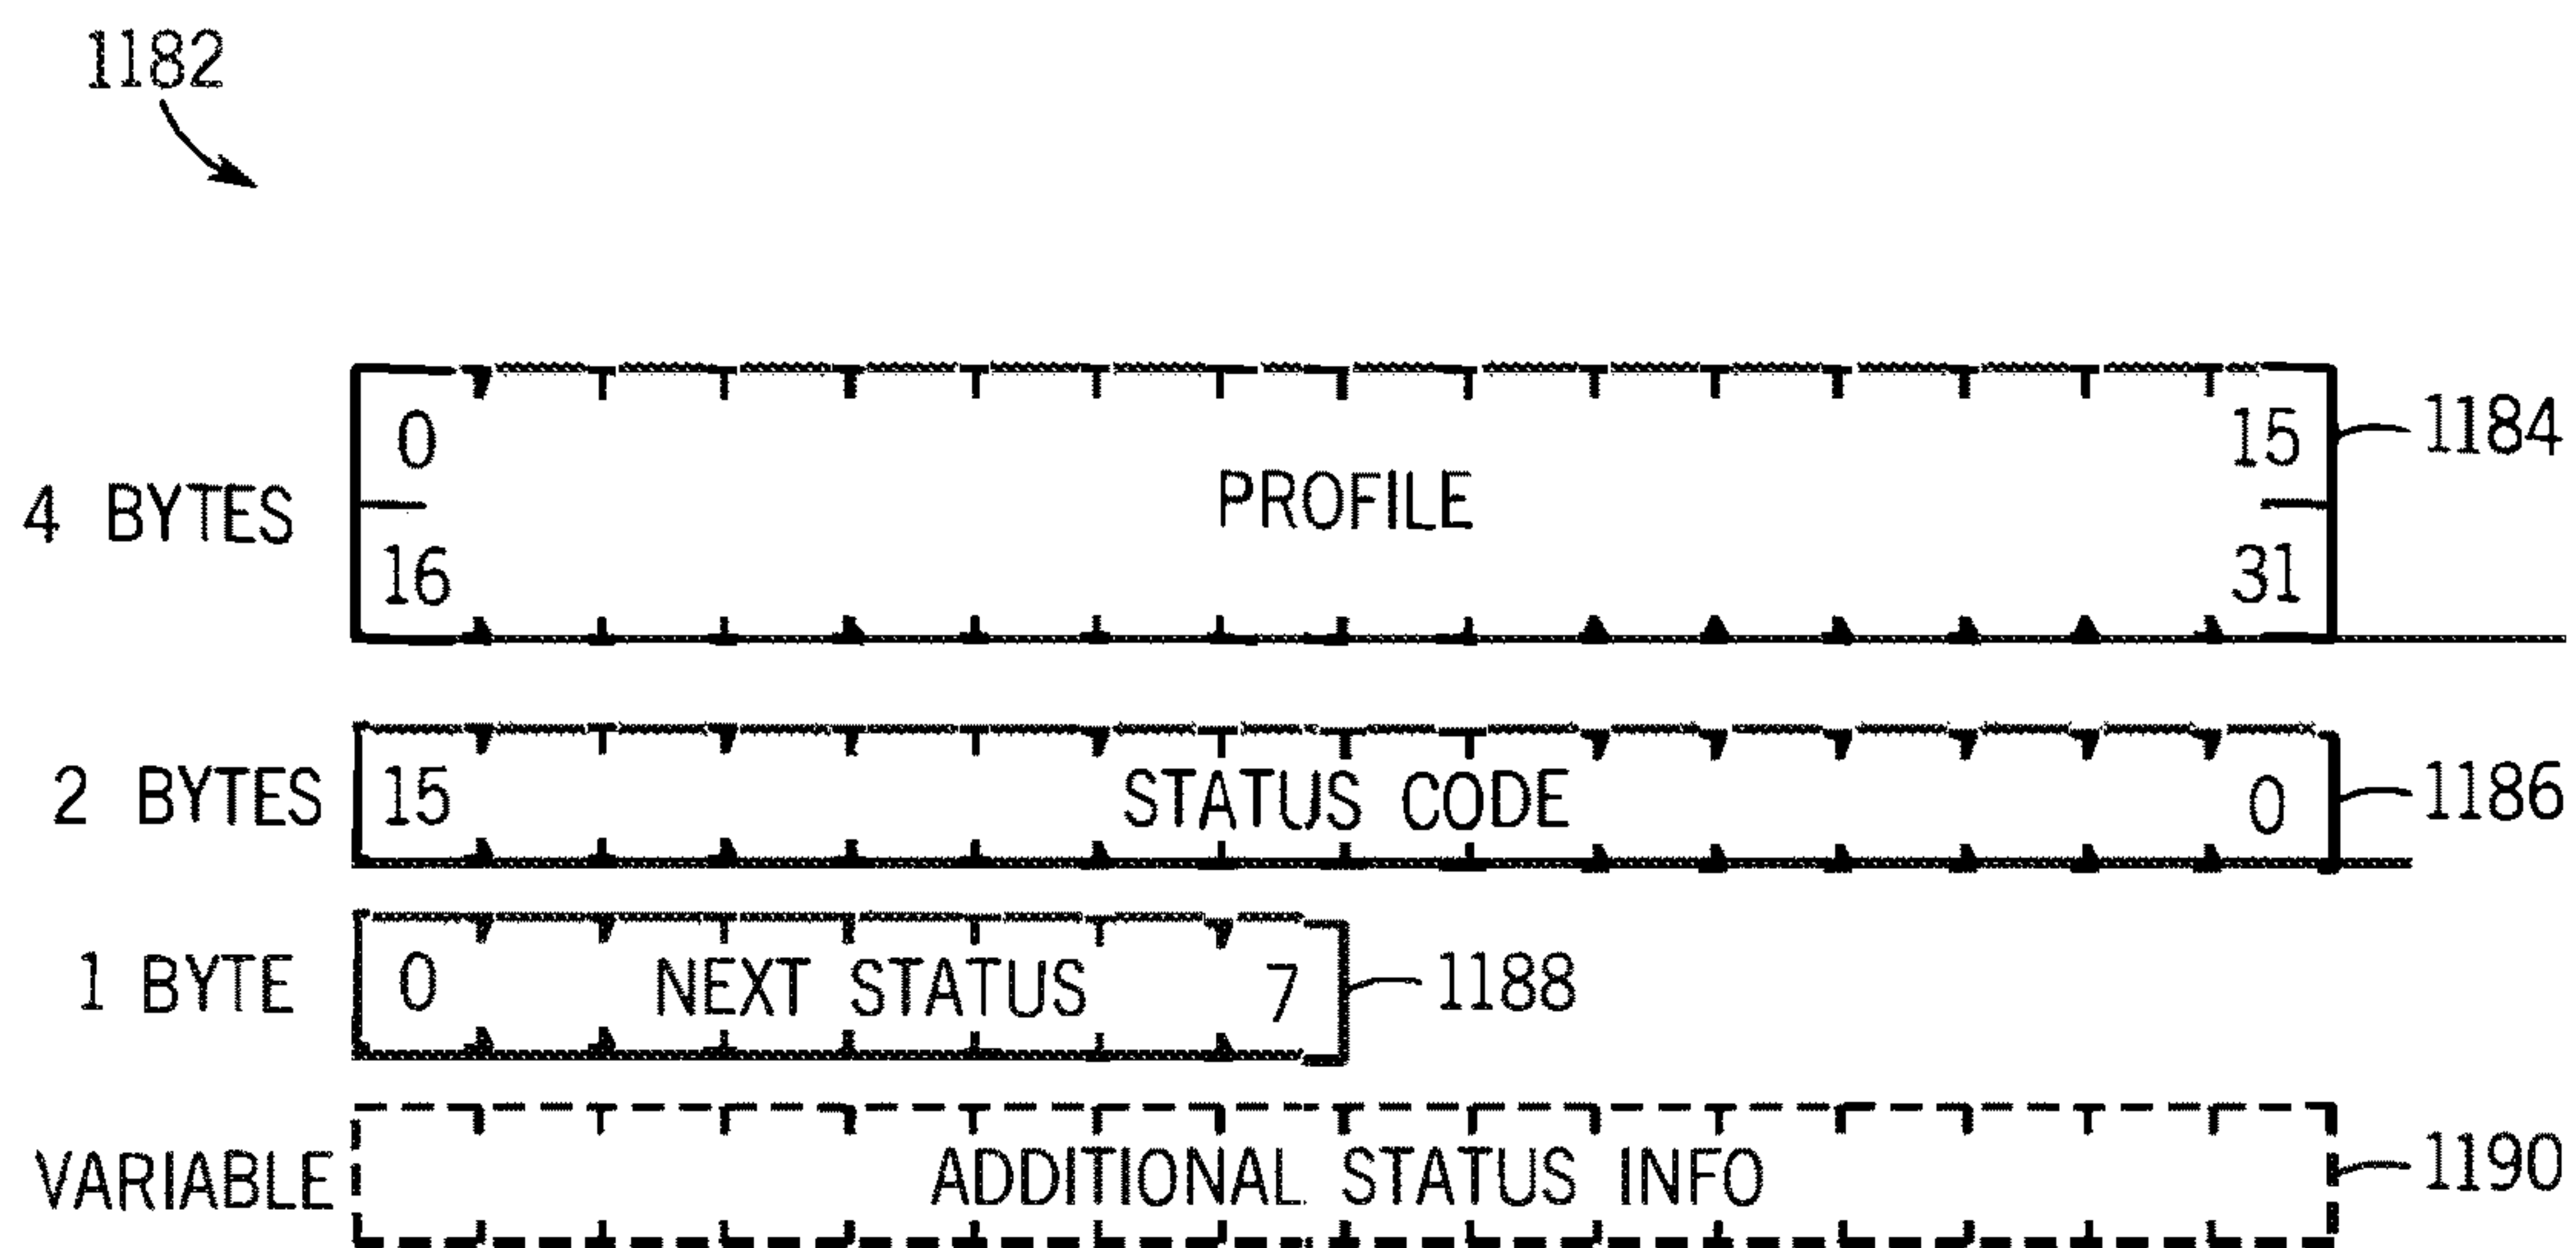 1182
0 15 1184
4 BYTES PROFILE
16 31
2 BYTES 15 STATUS CODE 0 1186
1 BYTE 0 NEXT STATUS 7 1188
VARIABLE ADDITIONAL STATUS INFO 1190